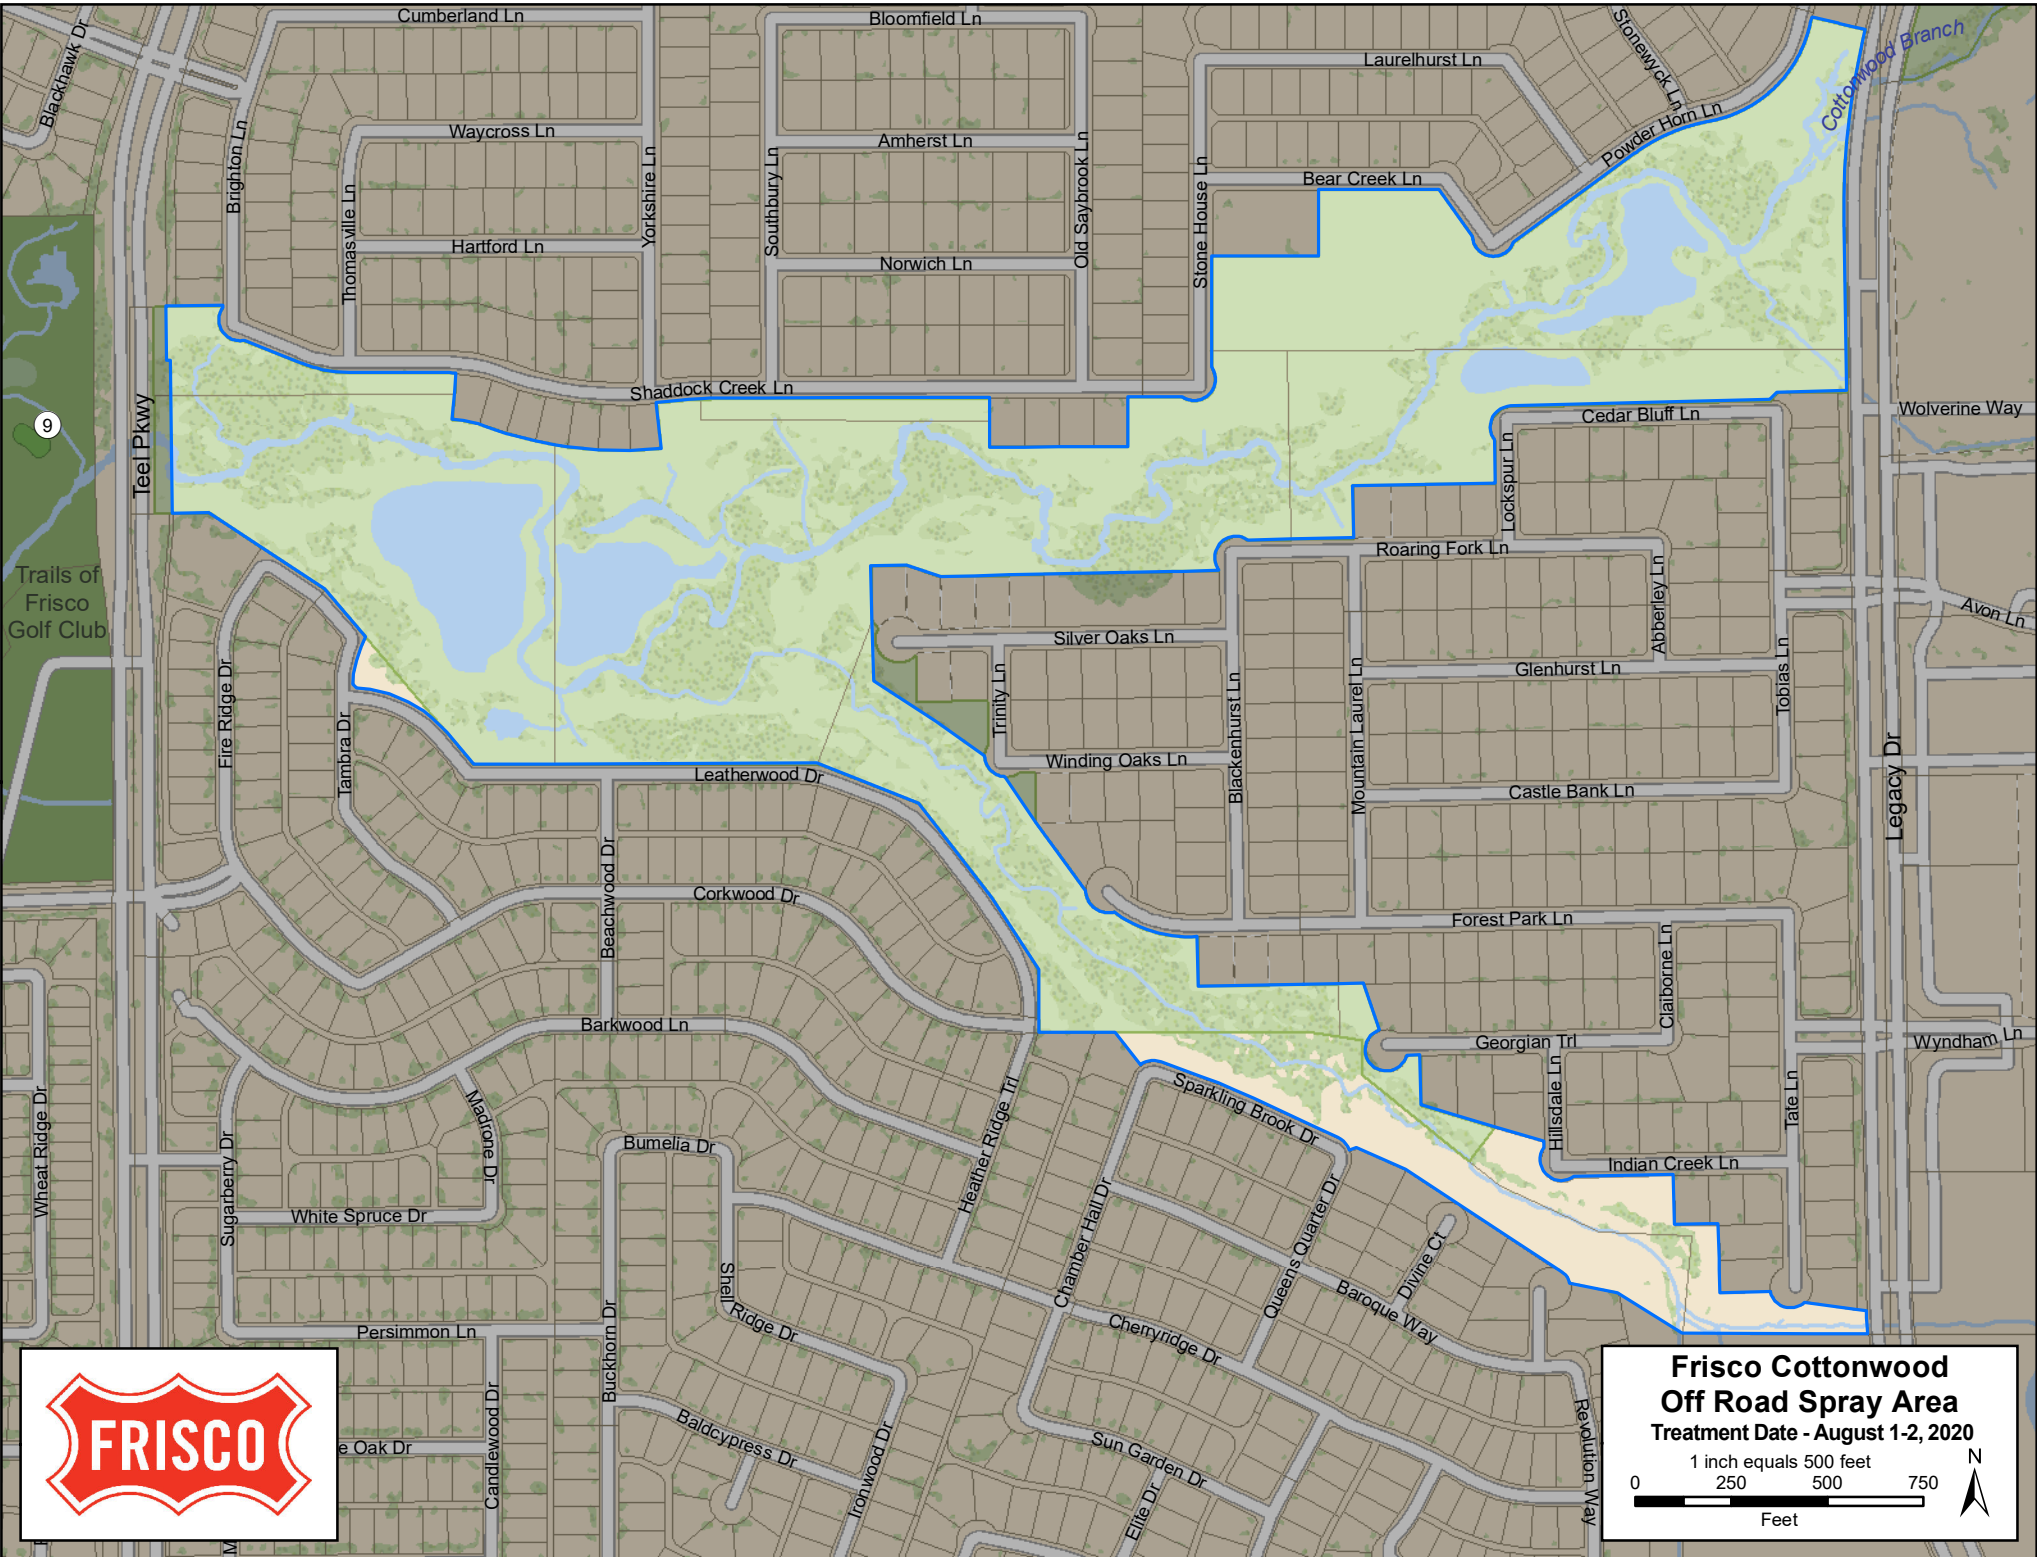 Cumberland Ln
Bloomfield Ln
Blackhawk Dr
Stonewyck Ln
Cottonwood Branch
Laurelhurst Ln
Waycross Ln
Amherst Ln
Powder Horn Ln
Brighton Ln
Thomasville Ln
Yorkshire Ln
Southbury Ln
Old Saybrook Ln
Stone House Ln
Bear Creek Ln
Hartford Ln
Norwich Ln
Shaddock Creek Ln
9
Teel Pkwy
Cedar Bluff Ln
Wolverine Way
Lockspur Ln
Roaring Fork Ln
Abberley Ln
Avon Ln
Trails of
Frisco
Golf Club
Silver Oaks Ln
Glenhurst Ln
Tobias Ln
Fire Ridge Dr
Tambra Dr
Trinity Ln
Blackenhurst Ln
Mountain Laurel Ln
Winding Oaks Ln
Leatherwood Dr
Castle Bank Ln
Legacy Dr
Beachwood Dr
Corkwood Dr
Forest Park Ln
Claiborne Ln
Barkwood Ln
Georgian Trl
Wyndham Ln
Hillsdale Ln
Tate Ln
Sparkling Brook Dr
Heather Ridge Trl
Madrone Dr
Wheat Ridge Dr
Sugarberry Dr
Bumelia Dr
Indian Creek Ln
White Spruce Dr
Chamber Hall Dr
Queens Quarter Dr
Divine Ct
Baroque Way
Shell
Ridge Dr
Cherryridge Dr
Persimmon Ln
Buckhorn Dr
Candlewood Dr
e Oak Dr
Baldcypress Dr
Ironwood Dr
Sun Garden Dr
Elite Dr
Revolution Way
M
FRISCO
Frisco Cottonwood
Off Road Spray Area
Treatment Date - August 1-2, 2020
1 inch equals 500 feet
N
0 250 500 750
Feet